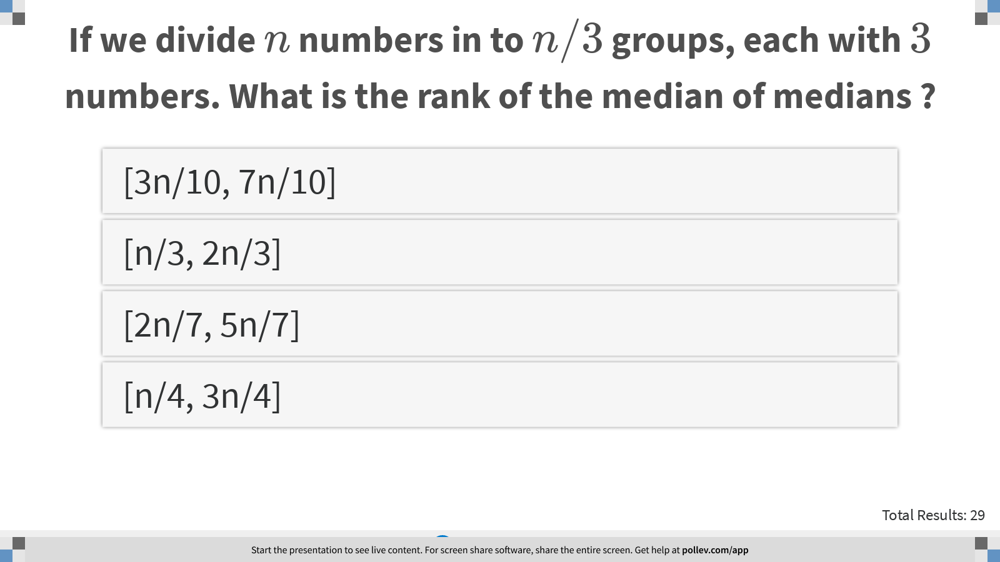 If we divide n numbers in to n/3 groups, each with 3
numbers. What is the rank of the median of medians ?
[3n/10, 7n/10]
[n/3, 2n/3]
[2n/7, 5n/7]
[n/4, 3n/4]
Total Results: 29
Start the presentation to see live content. For screen share software, share the entire screen. Get help at pollev.com/app